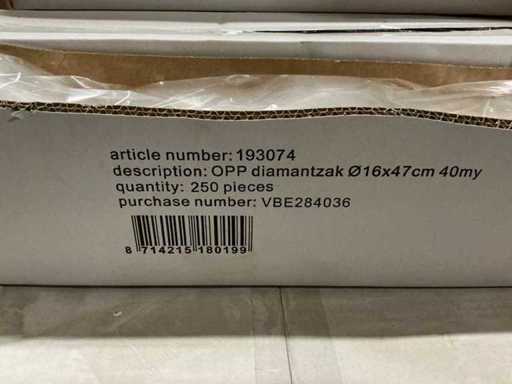 article number: 193074
description: OPP diamantzak Ø16x47cm 40my
quantity: 250 pieces
purchase number: VBE284036
8 714215 180199